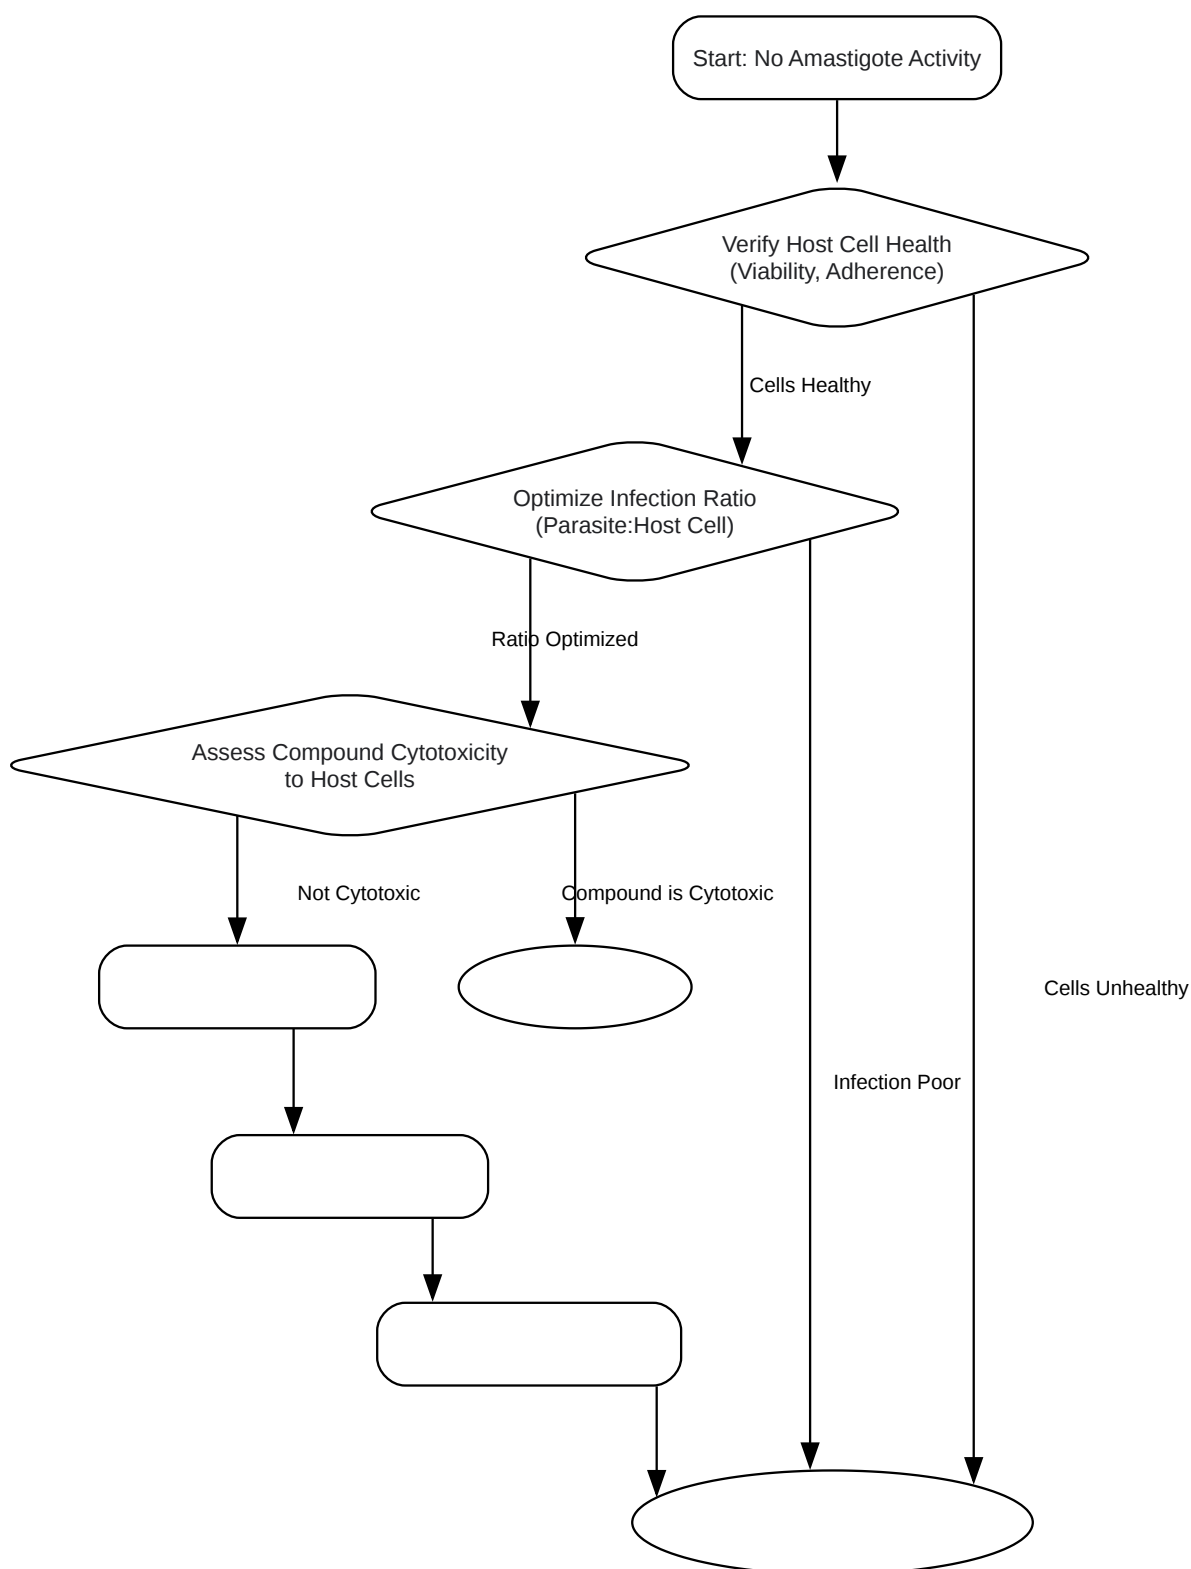 Start: No Amastigote Activity
Verify Host Cell Health
(Viability, Adherence)
Cells Healthy
Optimize Infection Ratio
(Parasite:Host Cell)
Ratio Optimized
Assess Compound Cytotoxicity
to Host Cells
Not Cytotoxic
Compound is Cytotoxic
Cells Unhealthy
Infection Poor